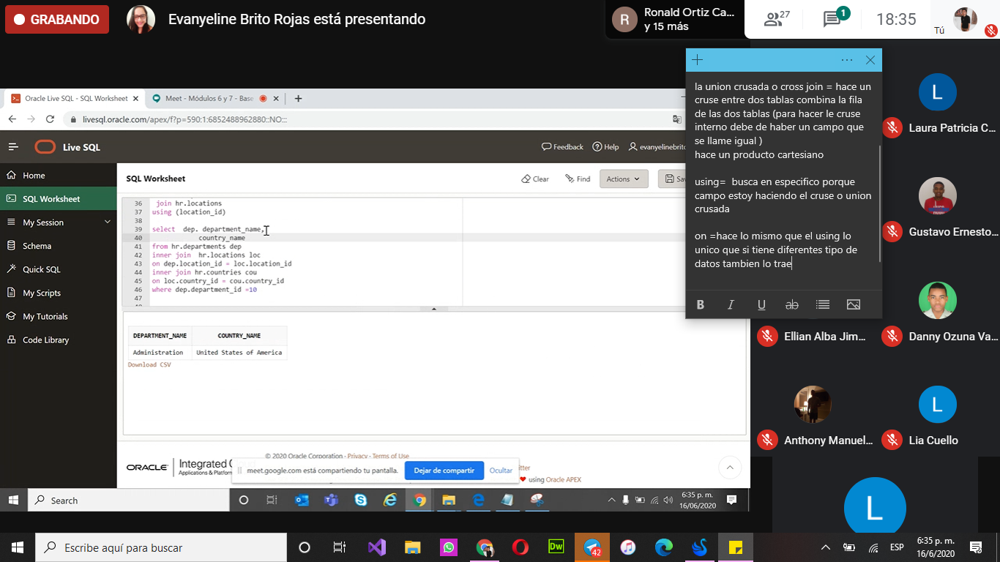 GRABANDO
Evanyeline Brito Rojas está presentando
R
Ronald Ortiz Ca...
y 15 más
27
1
18:35
Tú
Oracle Live SQL - SQL Worksheet
Meet - Módulos 6 y 7 - Base
livesql.oracle.com/apex/f?p=590:1:6852488962880::NO:::
Live SQL
Feedback
Help
evanyelinebrito
Home
SQL Worksheet
My Session
Schema
Quick SQL
My Scripts
My Tutorials
Code Library
SQL Worksheet
Clear
Find
Actions
36 join hr.locations
37 using (location_id)
38
39 select dep. department_name,
40 country_name
41 from hr.departments dep
42 inner join hr.locations loc
43 on dep.location_id = loc.location_id
44 inner join hr.countries cou
45 on loc.country_id = cou.country_id
46 where dep.department_id =10
47
DEPARTMENT_NAME COUNTRY_NAME
Administration United States of America
Download CSV
© 2020 Oracle Corporation · Privacy · Terms of Use
ORACLE
using Oracle APEX
meet.google.com está compartiendo tu pantalla.
Dejar de compartir
Ocultar
la union crusada o cross join = hace un
cruse entre dos tablas combina la fila
de las dos tablas (para hacer le cruse
interno debe de haber un campo que
se llame igual )
hace un producto cartesiano
using= busca en especifico porque
campo estoy haciendo el cruse o union
crusada
on =hace lo mismo que el using lo
unico que si tiene diferentes tipo de
datos tambien lo trae
B I U ab
L
Laura Patricia C...
Gustavo Ernesto...
Ellian Alba Jim...
Danny Ozuna Va...
Anthony Manuel...
L
Lia Cuello
L
Search
6:35 p. m.
16/06/2020
Escribe aquí para buscar
Dw
42
ESP
6:35 p. m.
16/6/2020